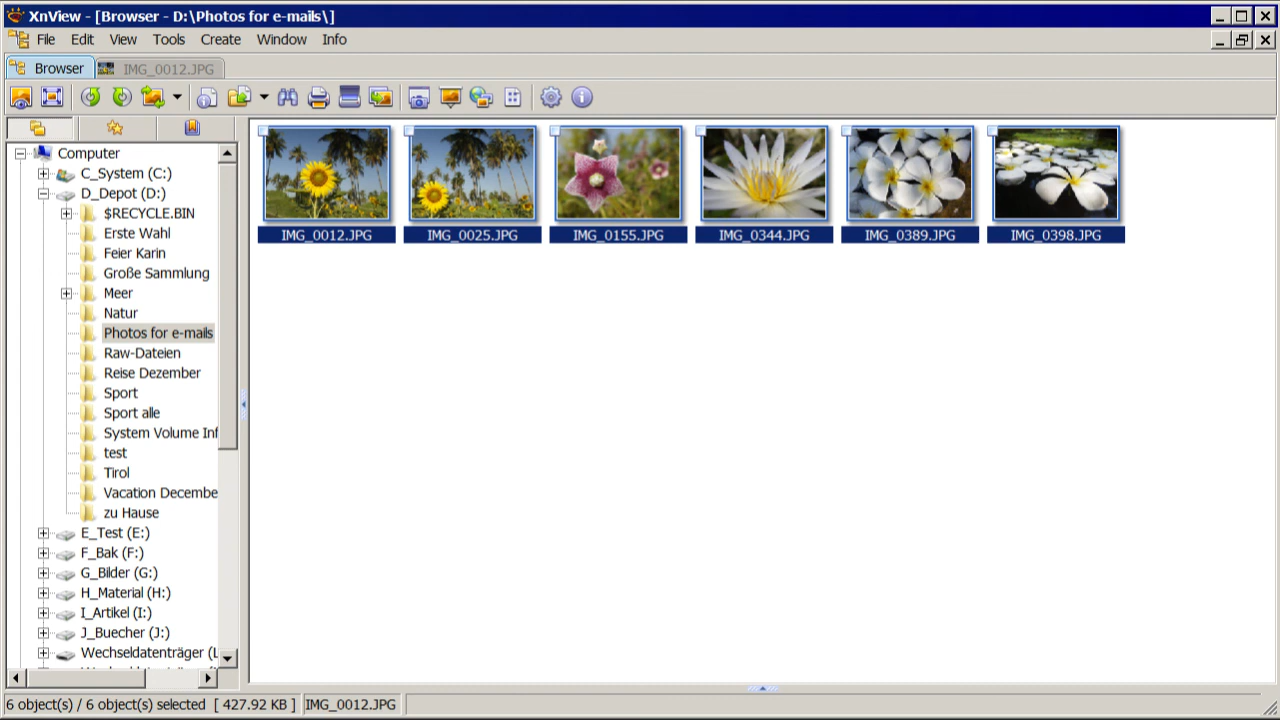 XnView - [Browser - D:\Photos for e-mails\]
File Edit View Tools Create Window Info
Browser IMG_0012.JPG
Computer
C_System (C:)
D_Depot (D:)
$RECYCLE.BIN
Erste Wahl
Feier Karin
Große Sammlung
Meer
Natur
Photos for e-mails
Raw-Dateien
Reise Dezember
Sport
Sport alle
System Volume Inf
test
Tirol
Vacation Decembe
zu Hause
E_Test (E:)
F_Bak (F:)
G_Bilder (G:)
H_Material (H:)
I_Artikel (I:)
J_Buecher (J:)
Wechseldatenträger (L
IMG_0012.JPG IMG_0025.JPG IMG_0155.JPG IMG_0344.JPG IMG_0389.JPG IMG_0398.JPG
6 object(s) / 6 object(s) selected [ 427.92 KB ] IMG_0012.JPG